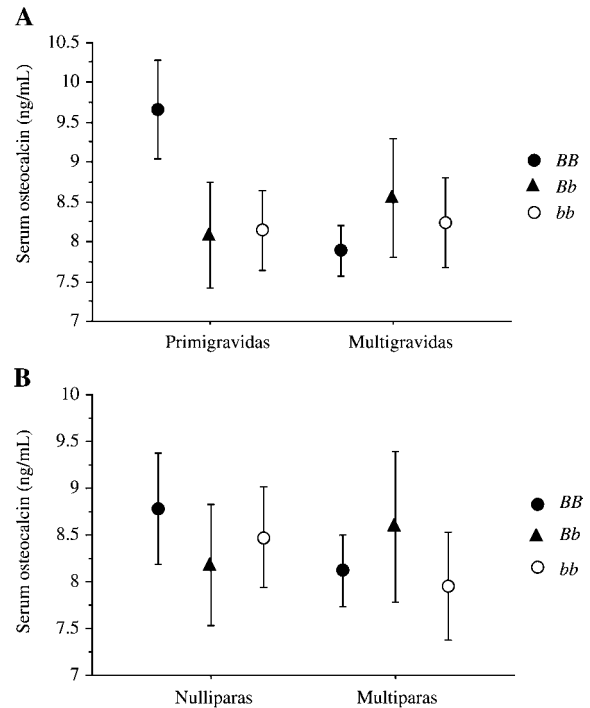 A
10.5
10
9.5
9
8.5
8
7.5
7
Serum osteocalcin (ng/mL)
BB
Bb
bb
Primigravidas Multigravidas
B
10
9.5
9
8.5
8
7.5
7
Serum osteocalcin (ng/mL)
BB
Bb
bb
Nulliparas Multiparas